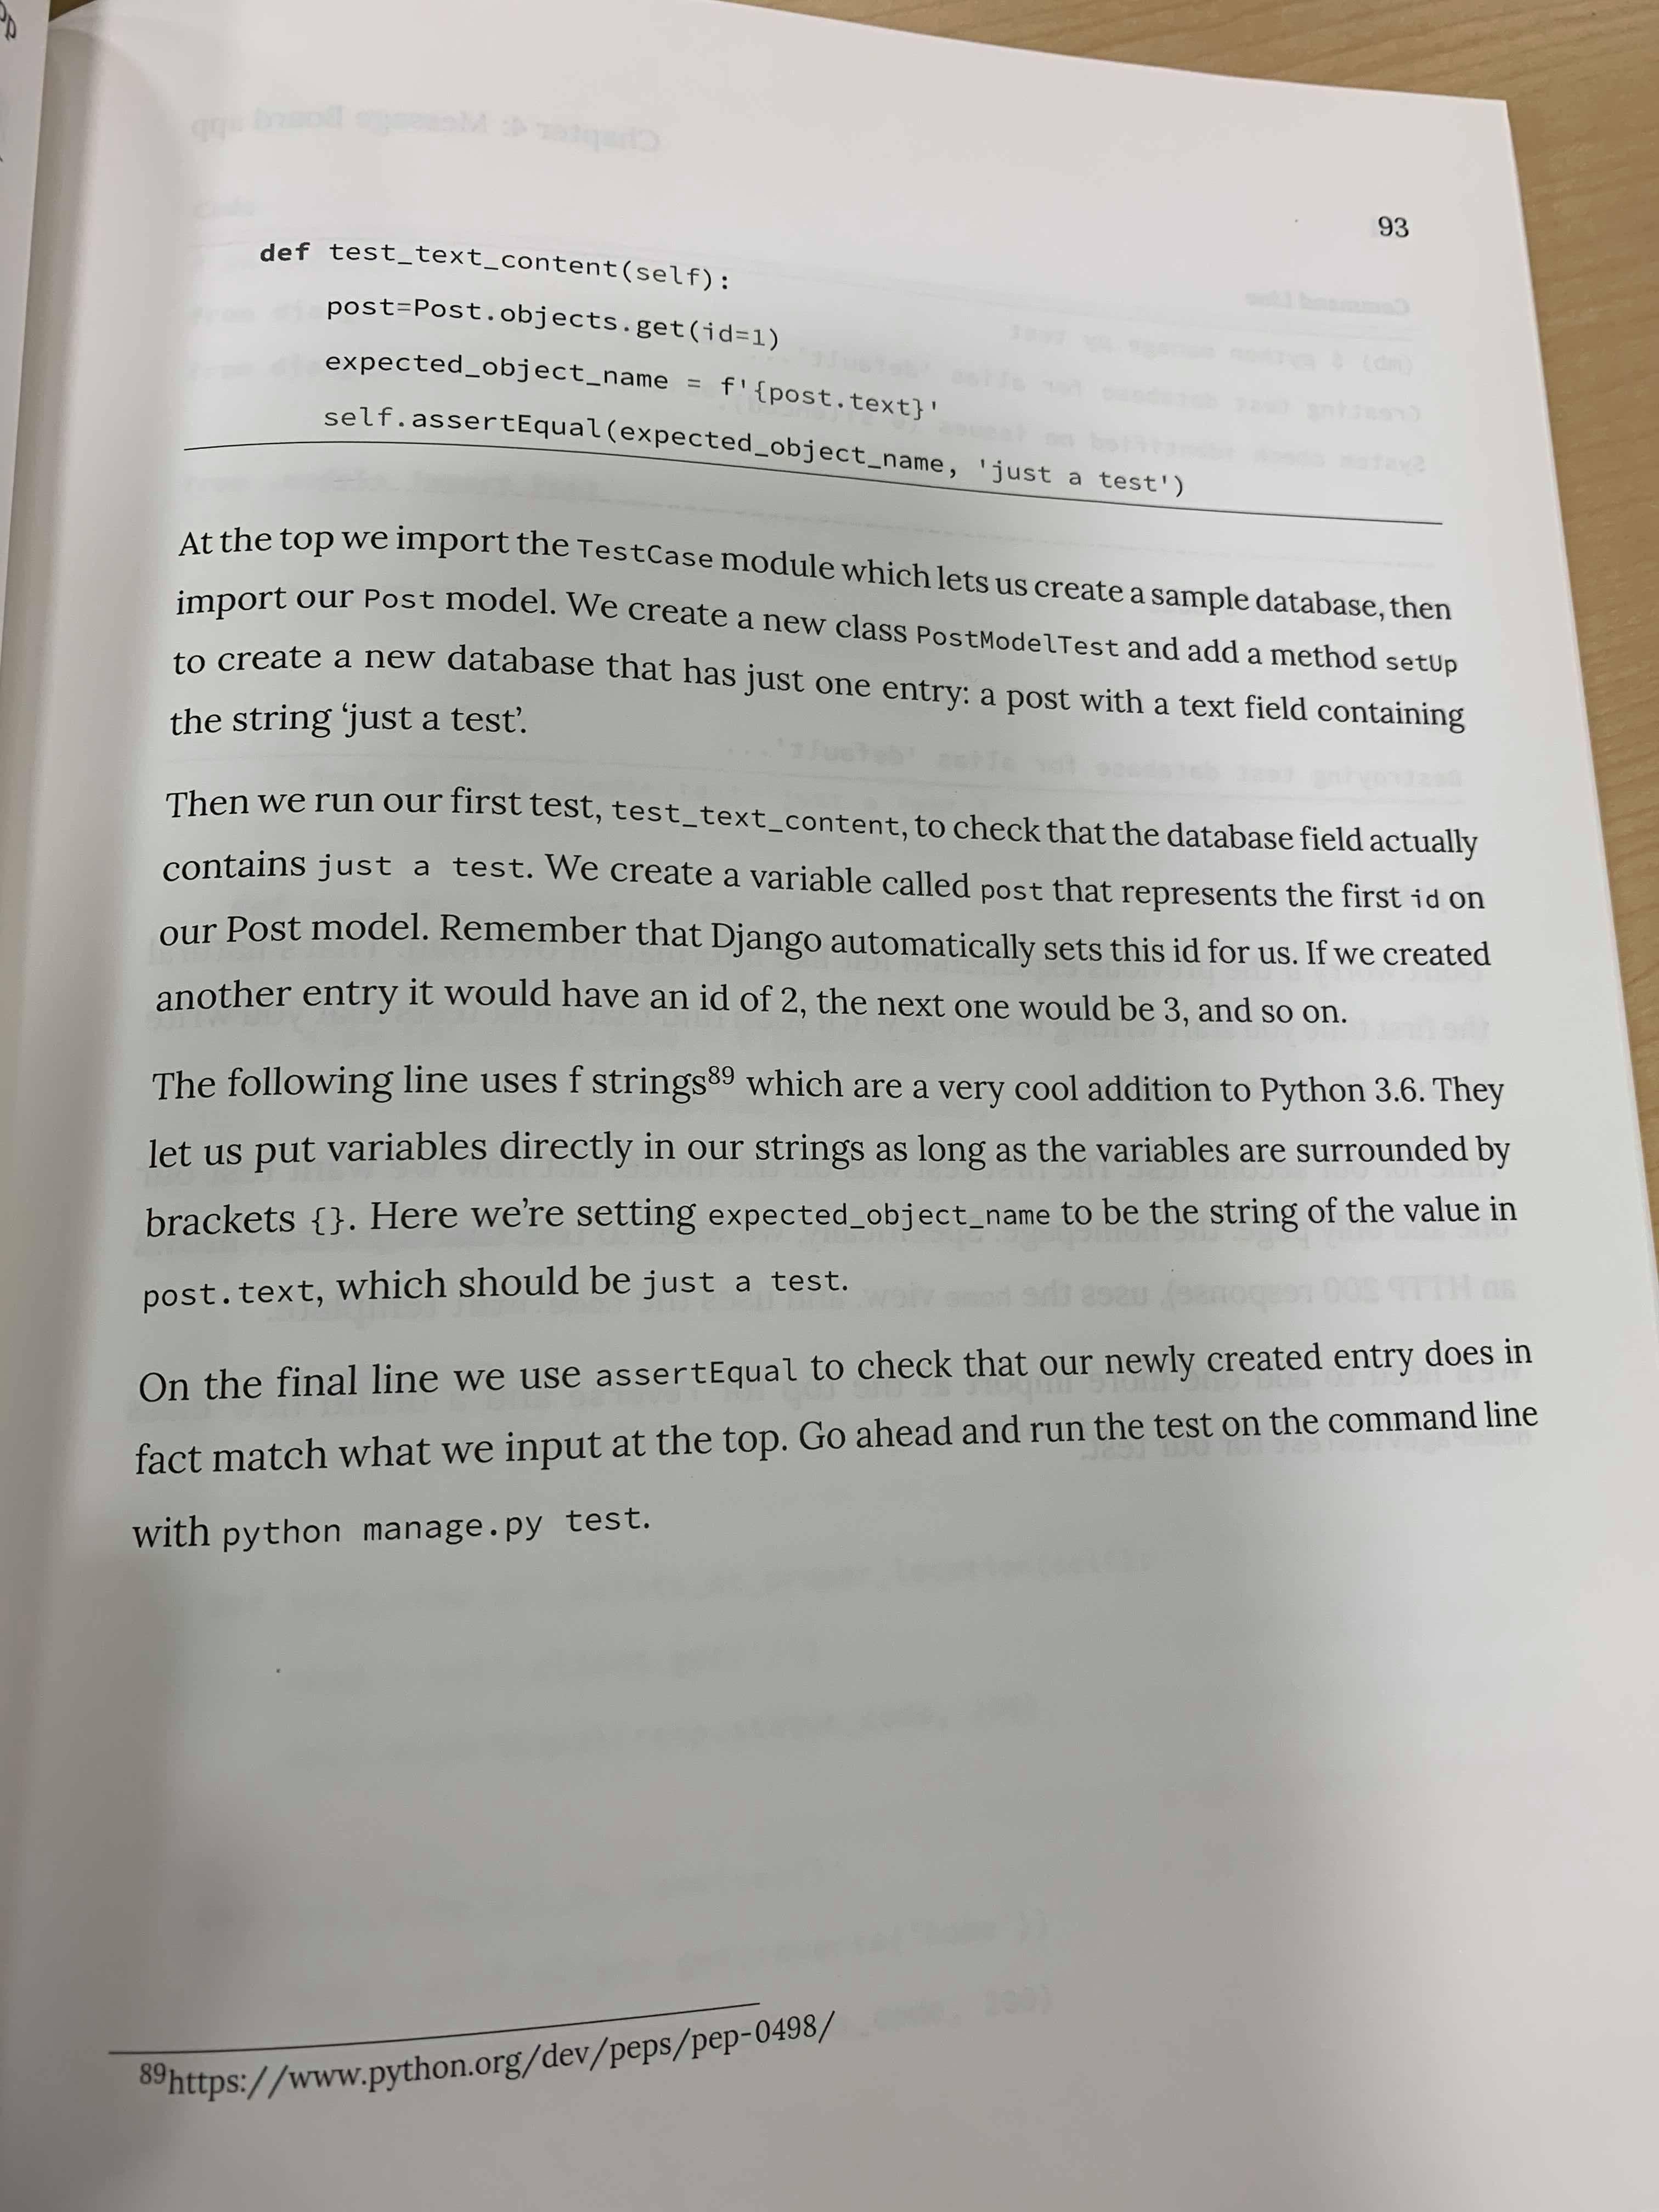 93
def test_text_content(self):
post=Post.objects.get(id=1)
expected_object_name = f'{post.text}'
self.assertEqual(expected_object_name, 'just a test')
At the top we import the TestCase module which lets us create a sample database, then
import our Post model. We create a new class PostModelTest and add a method setUp
to create a new database that has just one entry: a post with a text field containing
the string ‘just a test’.
Then we run our first test, test_text_content, to check that the database field actually
contains just a test. We create a variable called post that represents the first id on
our Post model. Remember that Django automatically sets this id for us. If we created
another entry it would have an id of 2, the next one would be 3, and so on.
The following line uses f strings⁸⁹ which are a very cool addition to Python 3.6. They
let us put variables directly in our strings as long as the variables are surrounded by
brackets {}. Here we’re setting expected_object_name to be the string of the value in
post.text, which should be just a test.
On the final line we use assertEqual to check that our newly created entry does in
fact match what we input at the top. Go ahead and run the test on the command line
with python manage.py test.
⁸⁹https://www.python.org/dev/peps/pep-0498/